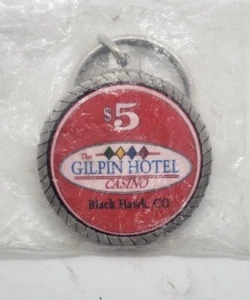 $5
The
GILPIN HOTEL
CASINO
Black Hawk, CO